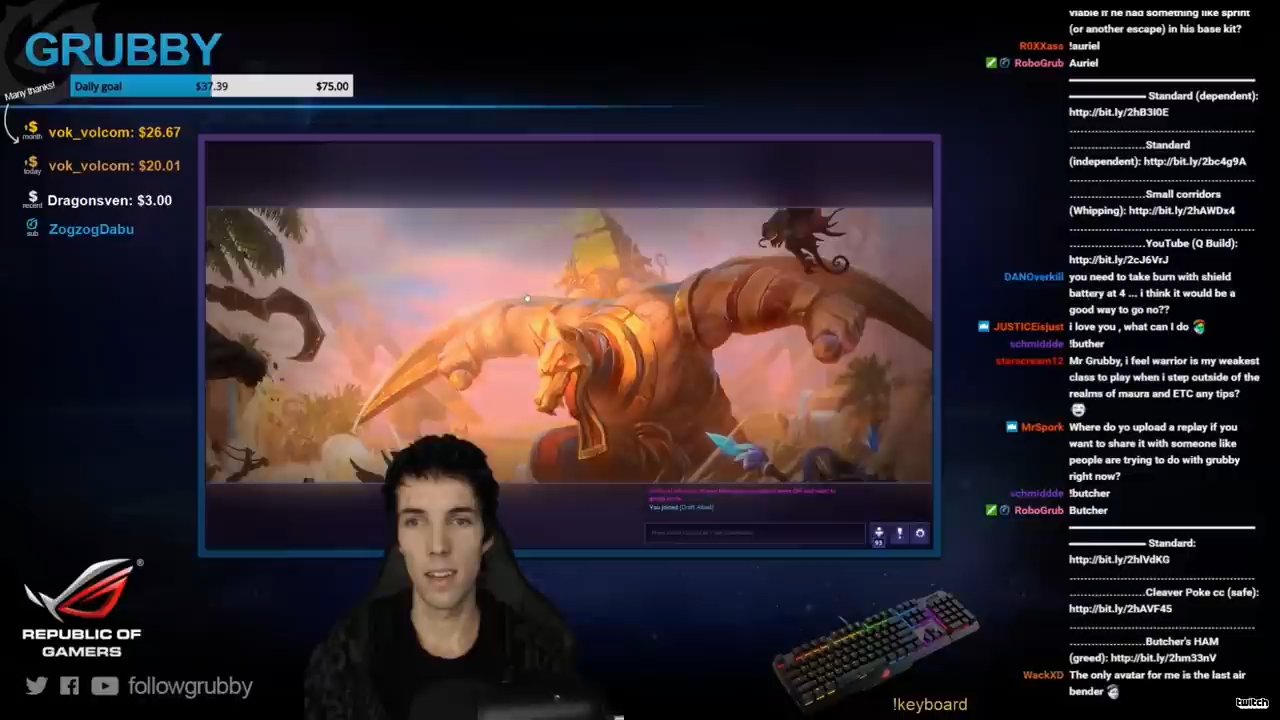 GRUBBY
Daily goal $37.39 $75.00
Many thanks!
$ month vok_volcom: $26.67
$ today vok_volcom: $20.01
$ recent Dragonsven: $3.00
sub ZogzogDabu
You joined
REPUBLIC OF
GAMERS
followgrubby
!keyboard
viable if he had something like sprint
(or another escape) in his base kit?
R0XXass !auriel
RoboGrub Auriel
Standard (dependent):
http://bit.ly/2hB3I0E
Standard
(independent): http://bit.ly/2bc4g9A
Small corridors
(Whipping): http://bit.ly/2hAWDx4
YouTube (Q Build):
http://bit.ly/2cJ6VrJ
DANOverkill you need to take burn with shield
battery at 4 ... i think it would be a
good way to go no??
JUSTICEisjust i love you , what can I do
schmiddde !buther
starscream12 Mr Grubby, i feel warrior is my weakest
class to play when i step outside of the
realms of maura and ETC any tips?
MrSpork Where do yo upload a replay if you
want to share it with someone like
people are trying to do with grubby
right now?
schmiddde !butcher
RoboGrub Butcher
Standard:
http://bit.ly/2hlVdKG
Cleaver Poke cc (safe):
http://bit.ly/2hAVF45
Butcher's HAM
(greed): http://bit.ly/2hm33nV
WackXD The only avatar for me is the last air
bender
twitch